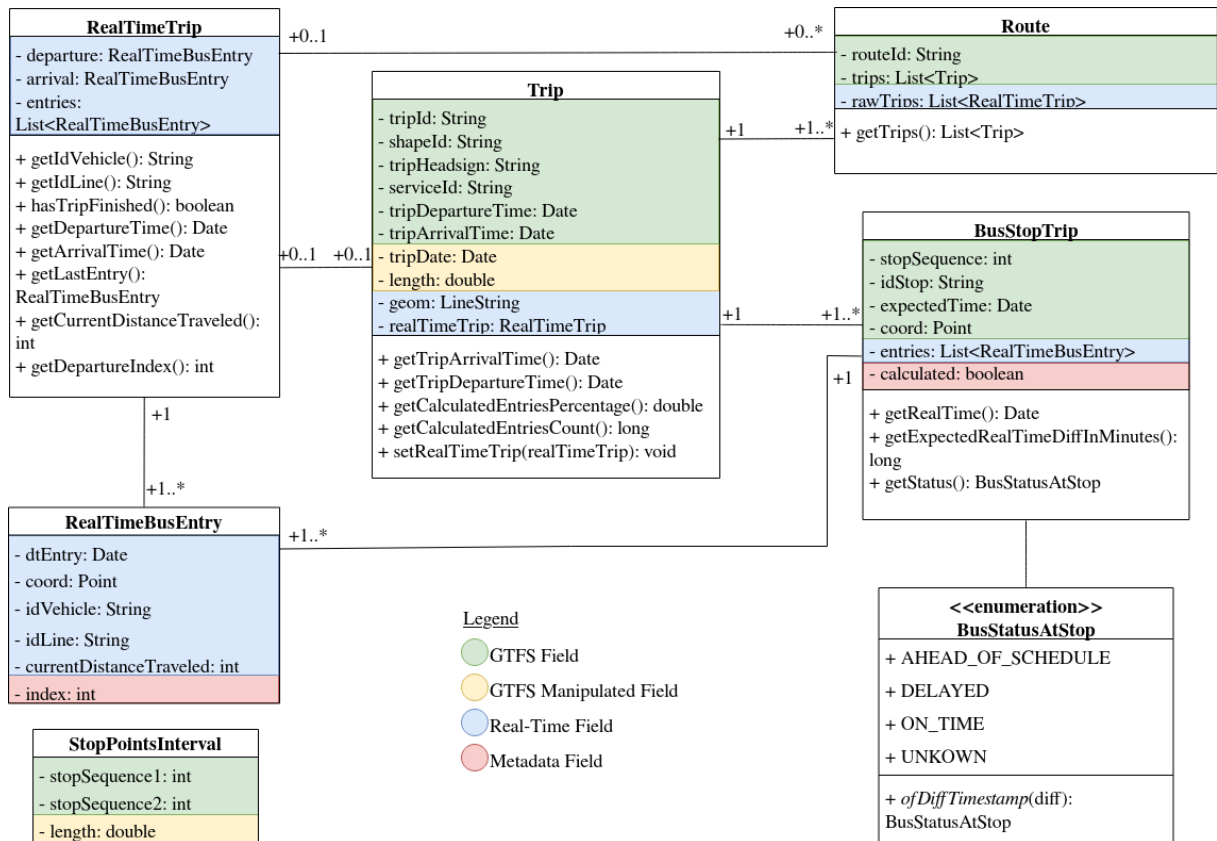 RealTimeTrip
- departure: RealTimeBusEntry
- arrival: RealTimeBusEntry
- entries:
List<RealTimeBusEntry>
+ getIdVehicle(): String
+ getIdLine(): String
+ hasTripFinished(): boolean
+ getDepartureTime(): Date
+ getArrivalTime(): Date
+ getLastEntry():
RealTimeBusEntry
+ getCurrentDistanceTraveled():
int
+ getDepartureIndex(): int
+0..1
+0..*
Route
- routeId: String
- trips: List<Trip>
- rawTrips: List<RealTimeTrip>
+ getTrips(): List<Trip>
Trip
- tripId: String
- shapeId: String
- tripHeadsign: String
- serviceId: String
- tripDepartureTime: Date
- tripArrivalTime: Date
- tripDate: Date
- length: double
- geom: LineString
- realTimeTrip: RealTimeTrip
+ getTripArrivalTime(): Date
+ getTripDepartureTime(): Date
+ getCalculatedEntriesPercentage(): double
+ getCalculatedEntriesCount(): long
+ setRealTimeTrip(realTimeTrip): void
+1
+1..*
+0..1
+0..1
+1
+1..*
BusStopTrip
- stopSequence: int
- idStop: String
- expectedTime: Date
- coord: Point
- entries: List<RealTimeBusEntry>
- calculated: boolean
+ getRealTime(): Date
+ getExpectedRealTimeDiffInMinutes():
long
+ getStatus(): BusStatusAtStop
+1
+1
+1..*
+1..*
RealTimeBusEntry
- dtEntry: Date
- coord: Point
- idVehicle: String
- idLine: String
- currentDistanceTraveled: int
- index: int
Legend
GTFS Field
GTFS Manipulated Field
Real-Time Field
Metadata Field
<<enumeration>>
BusStatusAtStop
+ AHEAD_OF_SCHEDULE
+ DELAYED
+ ON_TIME
+ UNKOWN
+ ofDiffTimestamp(diff):
BusStatusAtStop
StopPointsInterval
- stopSequence1: int
- stopSequence2: int
- length: double